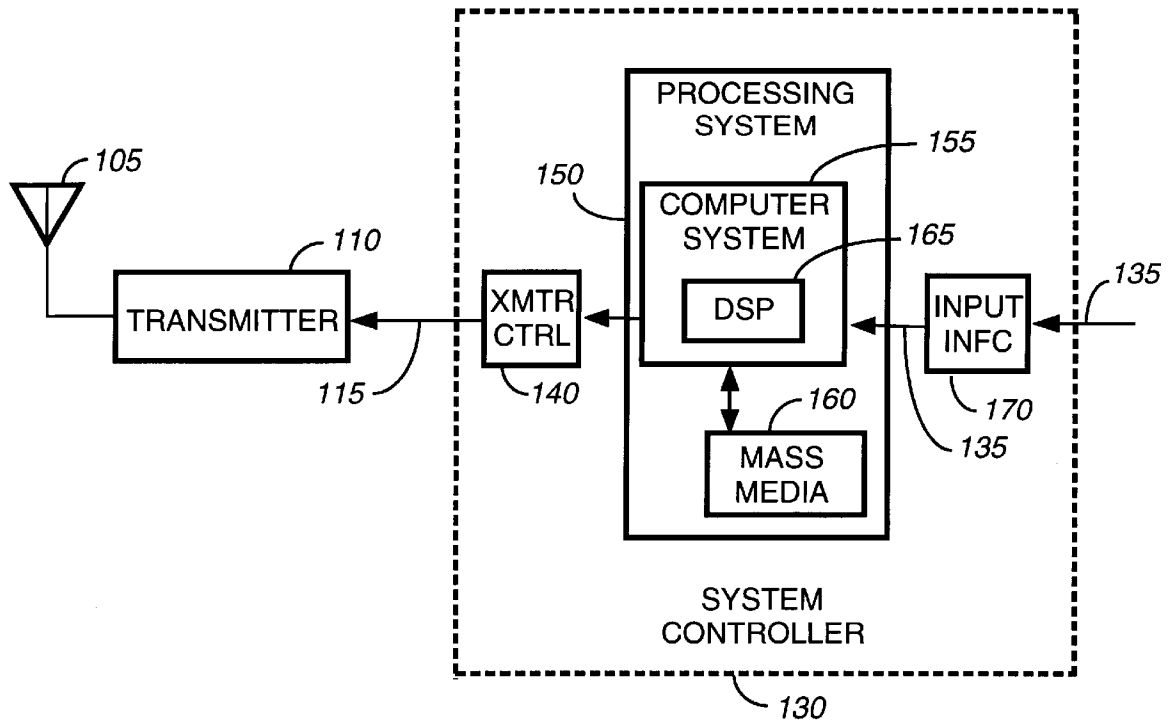 PROCESSING
SYSTEM
155
105
150
COMPUTER
SYSTEM
165
110
135
TRANSMITTER
XMTR
CTRL
DSP
INPUT
INFC
115
140
160
170
135
MASS
MEDIA
SYSTEM
CONTROLLER
130